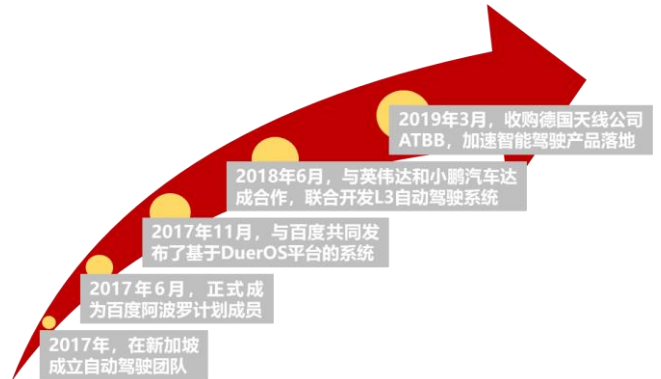 2019年3月，收购德国天线公司
ATBB，加速智能驾驶产品落地
2018年6月，与英伟达和小鹏汽车达
成合作，联合开发L3自动驾驶系统
2017年11月，与百度共同发
布了基于DuerOS平台的系统
2017年6月，正式成
为百度阿波罗计划成员
2017年，在新加坡
成立自动驾驶团队